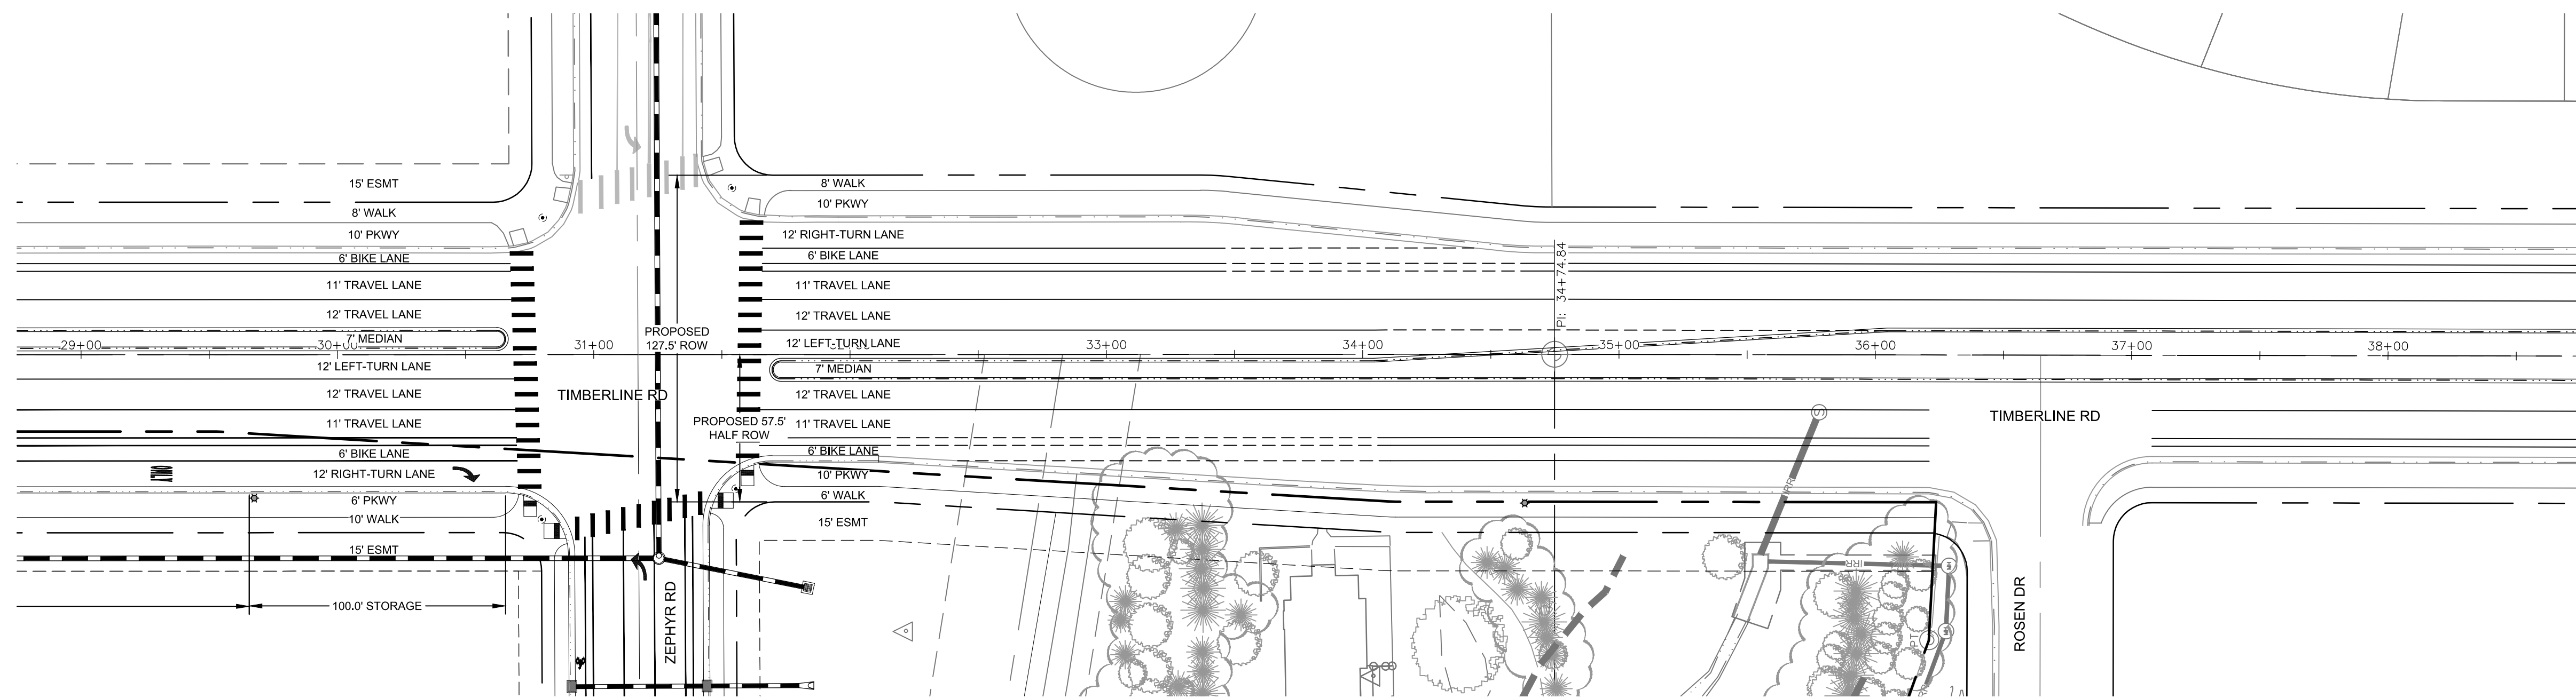 15' ESMT
8' WALK
10' PKWY
6' BIKE LANE
11' TRAVEL LANE
12' TRAVEL LANE
7' MEDIAN
29+00
30+00
31+00
12' LEFT-TURN LANE
12' TRAVEL LANE
11' TRAVEL LANE
6' BIKE LANE
12' RIGHT-TURN LANE
6' PKWY
10' WALK
15' ESMT
100.0' STORAGE
TIMBERLINE RD
PROPOSED
127.5' ROW
PROPOSED 57.5'
HALF ROW
ZEPHYR RD
8' WALK
10' PKWY
12' RIGHT-TURN LANE
6' BIKE LANE
11' TRAVEL LANE
12' TRAVEL LANE
12' LEFT-TURN LANE
7' MEDIAN
12' TRAVEL LANE
11' TRAVEL LANE
6' BIKE LANE
10' PKWY
6' WALK
15' ESMT
33+00
34+00
PI: 34+74.84
35+00
36+00
37+00
38+00
S
IRR
IRR
TIMBERLINE RD
ROSEN DR